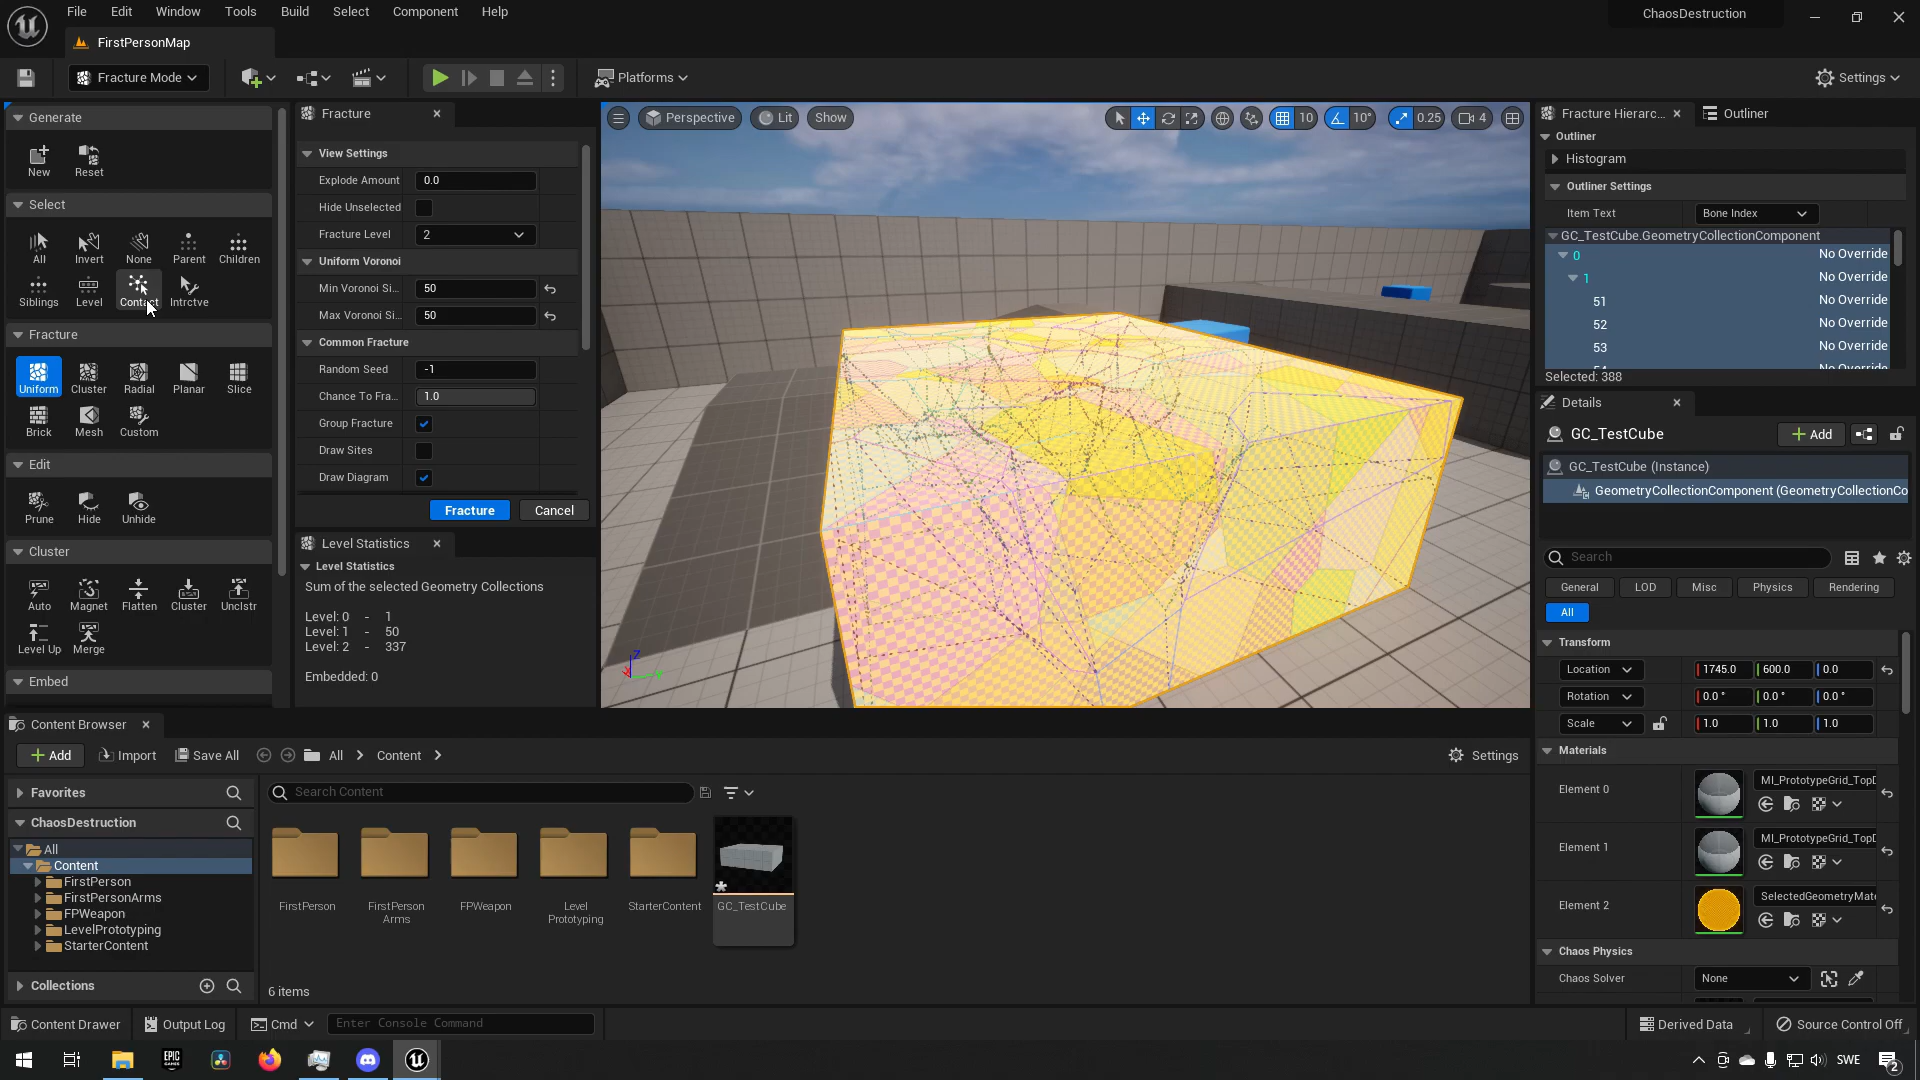 File Edit Window Tools Build Select Component Help
ChaosDestruction
FirstPersonMap
Fracture Mode
Platforms
Settings
Generate
New Reset
Select
All Invert None Parent Children
Siblings Level Contact Intrctve
Fracture
Uniform Cluster Radial Planar Slice
Brick Mesh Custom
Edit
Prune Hide Unhide
Cluster
Auto Magnet Flatten Cluster Unclstr
Level Up Merge
Embed
Fracture
View Settings
Explode Amount 0.0
Hide Unselected
Fracture Level 2
Uniform Voronoi
Min Voronoi Si... 50
Max Voronoi Si... 50
Common Fracture
Random Seed -1
Chance To Fra... 1.0
Group Fracture
Draw Sites
Draw Diagram
Fracture Cancel
Level Statistics
Level Statistics
Sum of the selected Geometry Collections
Level: 0 - 1
Level: 1 - 50
Level: 2 - 337
Embedded: 0
Perspective Lit Show
10 10° 0.25 4
Z
X Y
Fracture Hierarc... Outliner
Outliner
Histogram
Outliner Settings
Item Text Bone Index
GC_TestCube.GeometryCollectionComponent
0 No Override
1 No Override
51 No Override
52 No Override
53 No Override
54 No Override
Selected: 388
Details
GC_TestCube
Add
GC_TestCube (Instance)
GeometryCollectionComponent (GeometryCollectionCo
Search
General LOD Misc Physics Rendering
All
Transform
Location 1745.0 600.0 0.0
Rotation 0.0 ° 0.0 ° 0.0 °
Scale 1.0 1.0 1.0
Materials
Element 0 MI_PrototypeGrid_TopD
Element 1 MI_PrototypeGrid_TopD
Element 2 SelectedGeometryMat
Chaos Physics
Chaos Solver None
Content Browser
Add Import Save All All Content
Settings
Favorites
ChaosDestruction
All
Content
FirstPerson
FirstPersonArms
FPWeapon
LevelPrototyping
StarterContent
Collections
Search Content
FirstPerson
FirstPerson
Arms
FPWeapon
Level
Prototyping
StarterContent
GC_TestCube
6 items
Content Drawer Output Log Cmd Enter Console Command
Derived Data Source Control Off
EPIC
GAMES
SWE
2